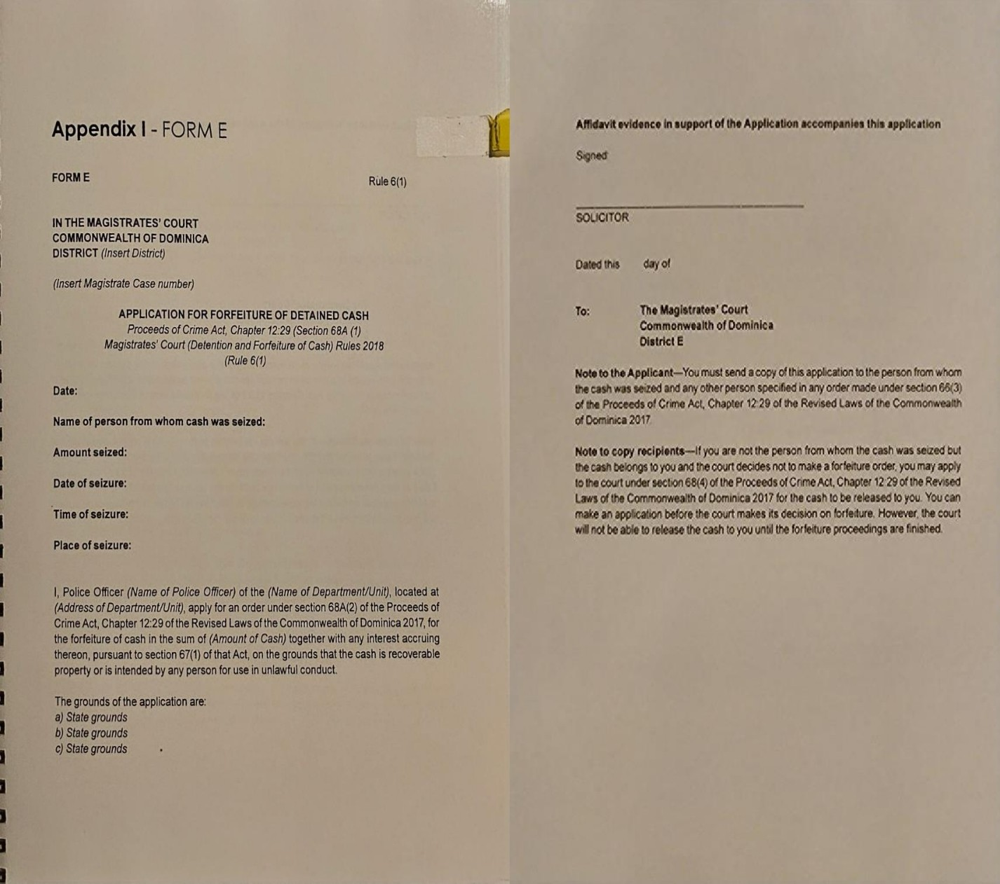 Appendix I - FORM E
FORM E
Rule 6(1)
IN THE MAGISTRATES' COURT
COMMONWEALTH OF DOMINICA
DISTRICT (Insert District)
(Insert Magistrate Case number)
APPLICATION FOR FORFEITURE OF DETAINED CASH
Proceeds of Crime Act, Chapter 12:29 (Section 68A (1)
Magistrates' Court (Detention and Forfeiture of Cash) Rules 2018
(Rule 6(1)
Date:
Name of person from whom cash was seized:
Amount seized:
Date of seizure:
Time of seizure:
Place of seizure:
I, Police Officer (Name of Police Officer) of the (Name of Department/Unit), located at
(Address of Department/Unit), apply for an order under section 68A(2) of the Proceeds of
Crime Act, Chapter 12:29 of the Revised Laws of the Commonwealth of Dominica 2017, for
the forfeiture of cash in the sum of (Amount of Cash) together with any interest accruing
thereon, pursuant to section 67(1) of that Act, on the grounds that the cash is recoverable
property or is intended by any person for use in unlawful conduct.
The grounds of the application are:
a) State grounds
b) State grounds
c) State grounds
Affidavit evidence in support of the Application accompanies this application
Signed
SOLICITOR
Dated this day of
To: The Magistrates' Court
Commonwealth of Dominica
District E
Note to the Applicant—You must send a copy of this application to the person from whom
the cash was seized and any other person specified in any order made under section 66(3)
of the Proceeds of Crime Act, Chapter 12:29 of the Revised Laws of the Commonwealth
of Dominica 2017.
Note to copy recipients—If you are not the person from whom the cash was seized but
the cash belongs to you and the court decides not to make a forfeiture order, you may apply
to the court under section 68(4) of the Proceeds of Crime Act, Chapter 12:29 of the Revised
Laws of the Commonwealth of Dominica 2017 for the cash to be released to you. You can
make an application before the court makes its decision on forfeiture. However, the court
will not be able to release the cash to you until the forfeiture proceedings are finished.